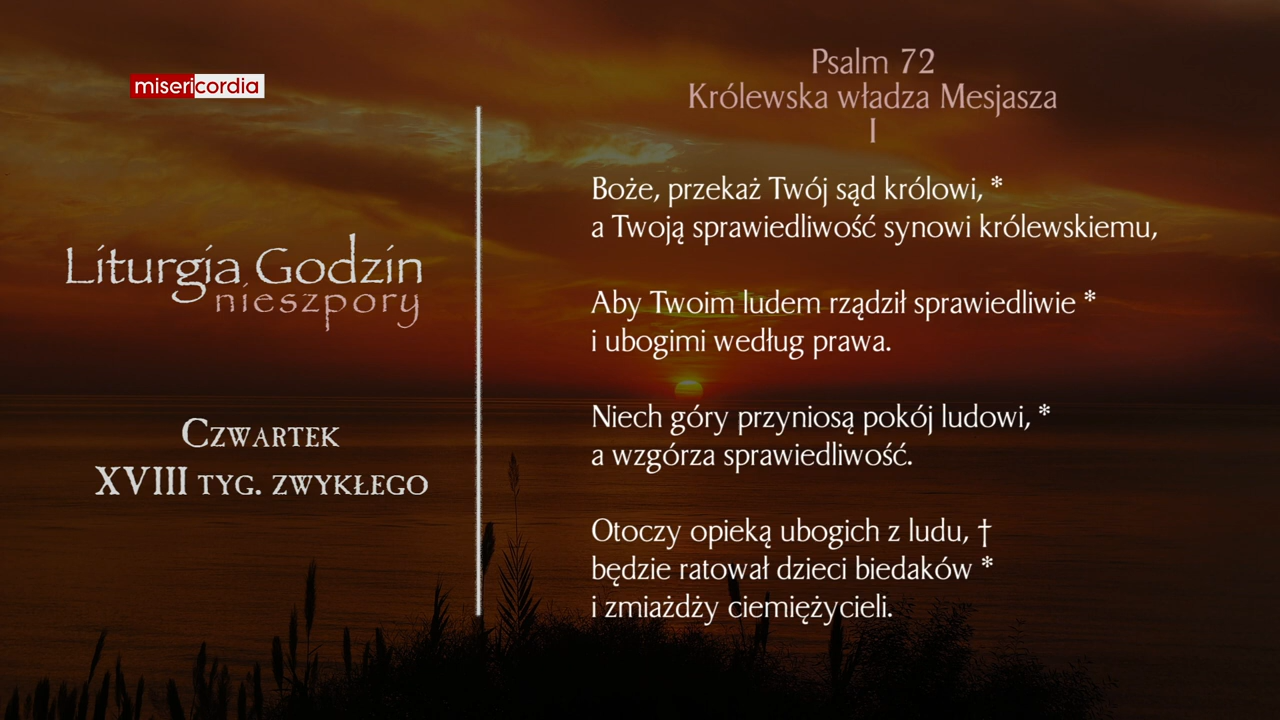 misericordia
Liturgia Godzin
nieszpory
Czwartek
XVIII tyg. zwykłego
Psalm 72
Królewska władza Mesjasza
I
Boże, przekaż Twój sąd królowi, *
a Twoją sprawiedliwość synowi królewskiemu,
Aby Twoim ludem rządził sprawiedliwie *
i ubogimi według prawa.
Niech góry przyniosą pokój ludowi, *
a wzgórza sprawiedliwość.
Otoczy opieką ubogich z ludu, †
będzie ratował dzieci biedaków *
i zmiażdży ciemiężycieli.